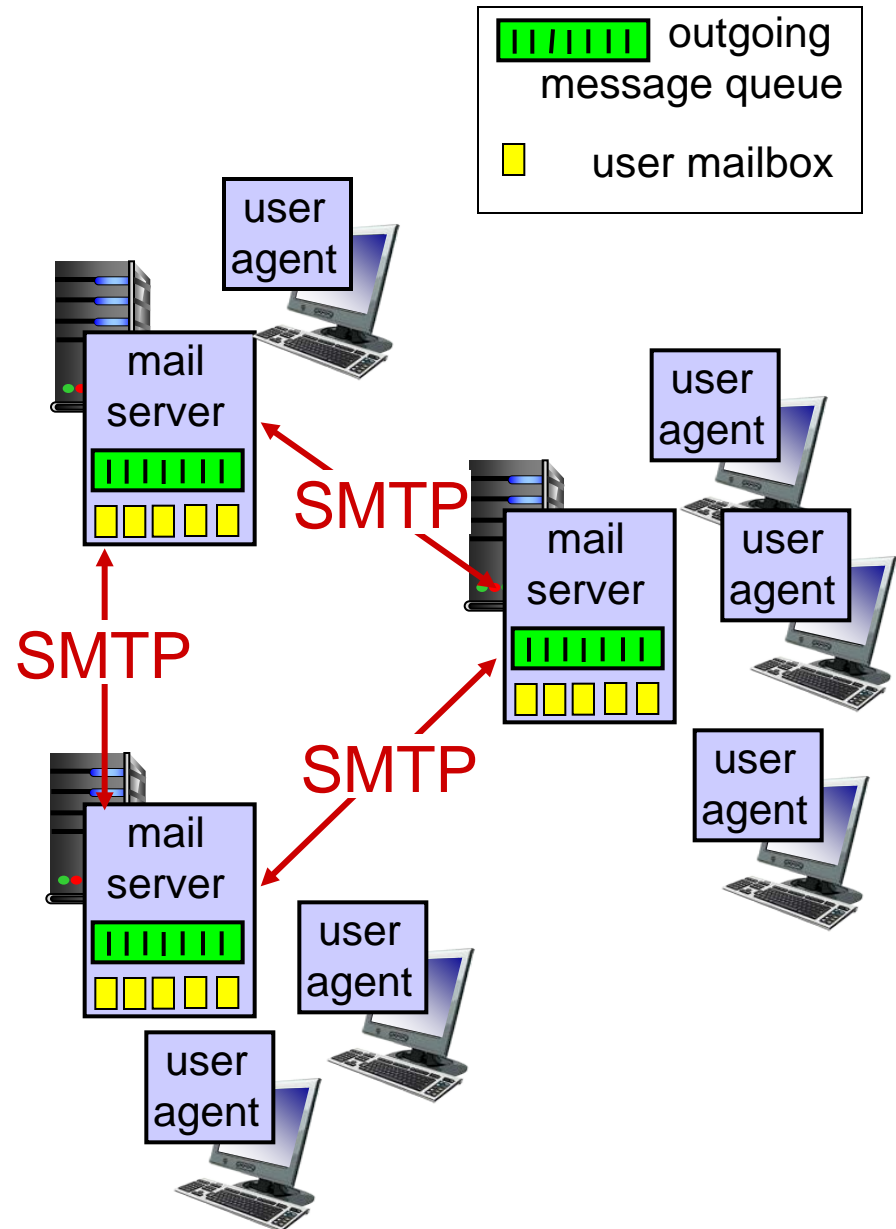 outgoing
message queue
user mailbox
user
agent
mail
server
SMTP
user
agent
mail
server
user
agent
SMTP
SMTP
user
agent
mail
server
user
agent
user
agent